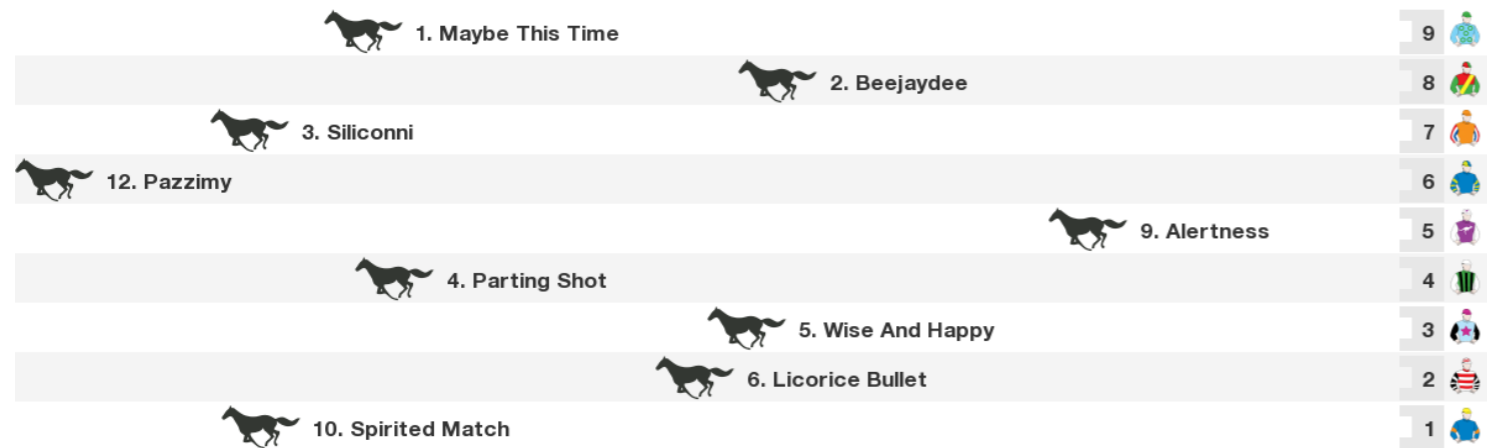 1. Maybe This Time 9
2. Beejaydee 8
3. Siliconni 7
12. Pazzimy 6
9. Alertness 5
4. Parting Shot 4
5. Wise And Happy 3
6. Licorice Bullet 2
10. Spirited Match 1